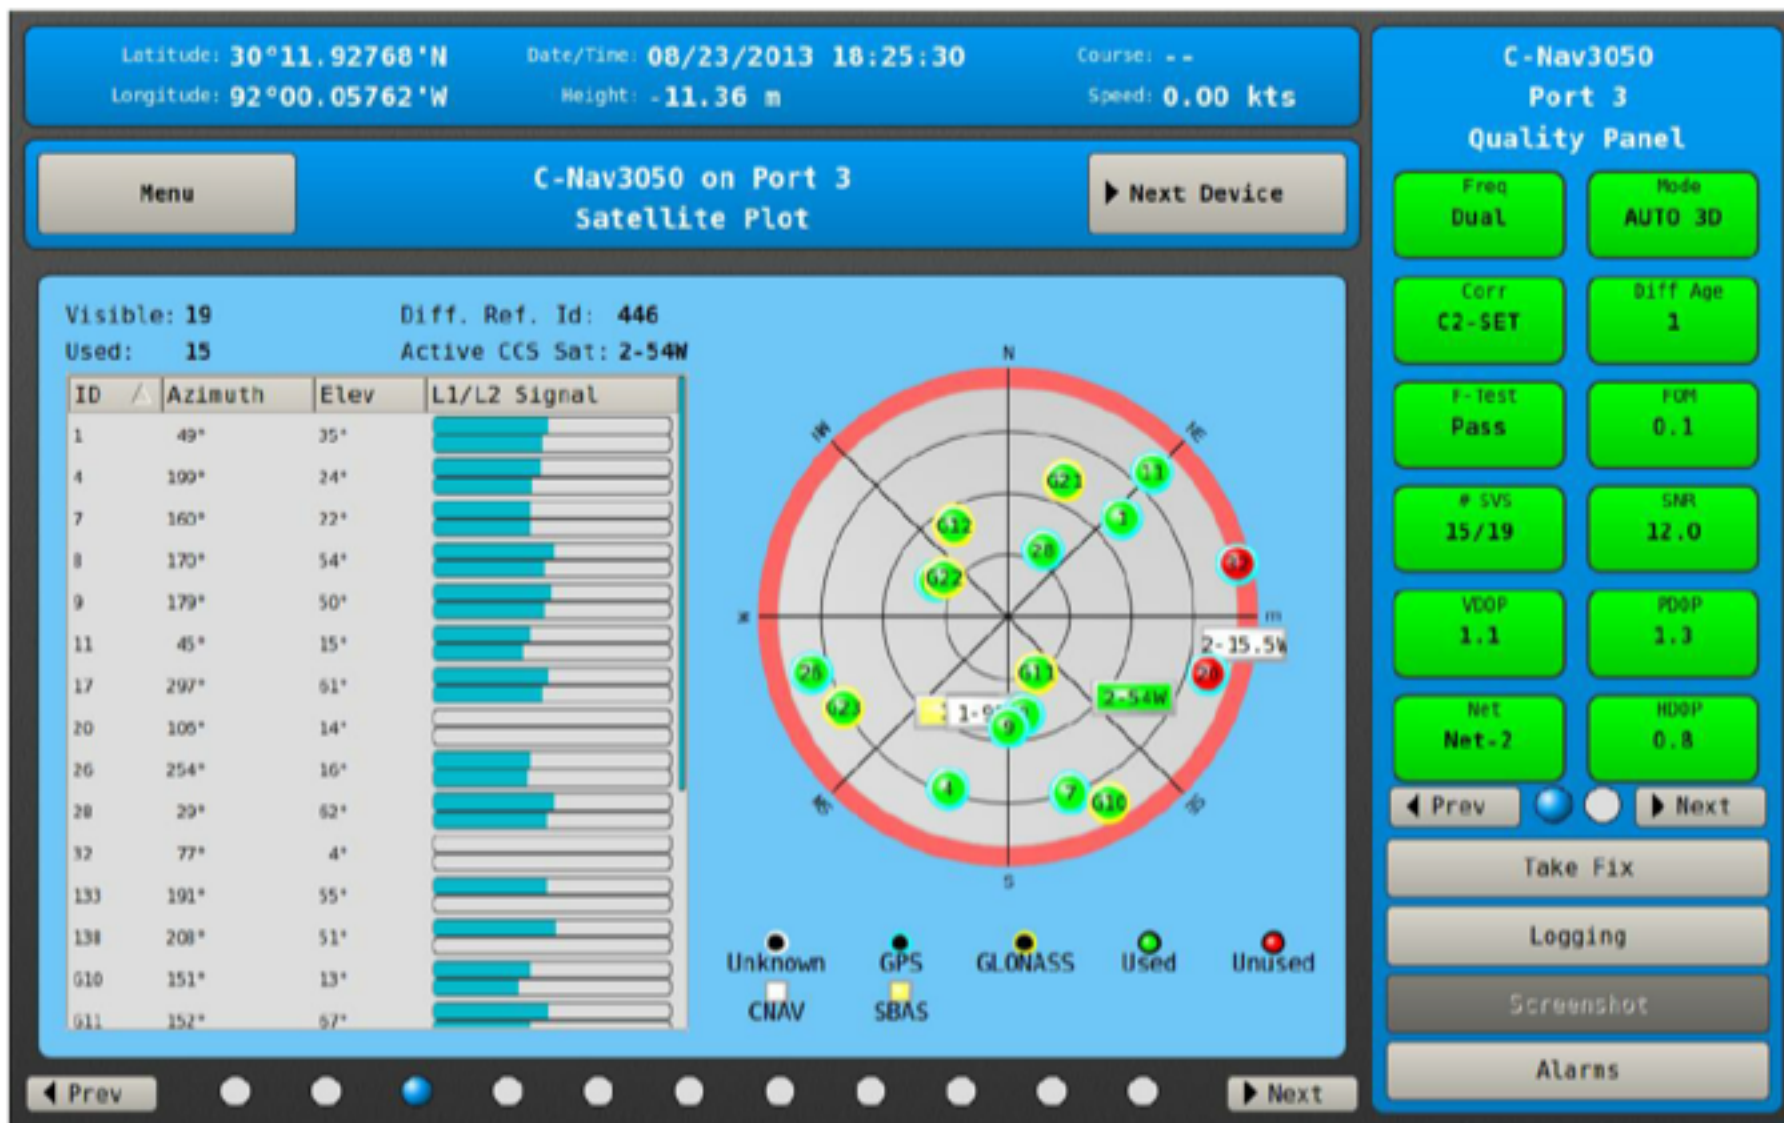 Latitude: 30°11.92768'N
Longitude: 92°00.05762'W
Date/Time: 08/23/2013 18:25:30
Height: -11.36 m
Course: --
Speed: 0.00 kts
Menu
C-Nav3050 on Port 3
Satellite Plot
Next Device
Visible: 19
Used: 15
Diff. Ref. Id: 446
Active CCS Sat: 2-54W
ID Azimuth Elev L1/L2 Signal
1 49° 35°
4 199° 24°
7 160° 22°
8 170° 54°
9 179° 50°
11 45° 15°
17 297° 61°
20 106° 14°
26 254° 16°
28 29° 62°
32 77° 4°
133 191° 55°
138 208° 51°
G10 151° 13°
G11 152° 67°
N
NW
NE
G21
11
G12
1
28
32
G22
W
2-15.5W
26
G11
20
2-54W
G23
1-9
9
4
7
G10
SW
SE
S
Unknown
GPS
GLONASS
Used
Unused
CNAV
SBAS
Prev
Next
C-Nav3050
Port 3
Quality Panel
Freq
Dual
Mode
AUTO 3D
Corr
C2-SET
Diff Age
1
F-Test
Pass
FOM
0.1
# SVS
15/19
SNR
12.0
VDOP
1.1
PDOP
1.3
Net
Net-2
HDOP
0.8
Prev
Next
Take Fix
Logging
Screenshot
Alarms